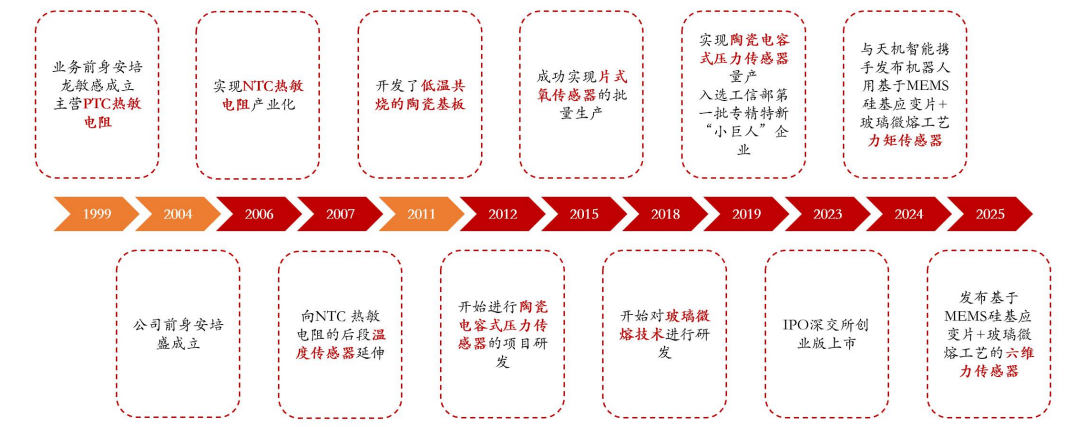 业务前身安培
龙敏感成立
主营PTC热敏
电阻
实现NTC热敏
电阻产业化
开发了低温共
烧的陶瓷基板
成功实现片式
氧传感器的批
量生产
实现陶瓷电容
式压力传感器
量产
入选工信部第
一批专精特新
“小巨人”企
业
与天机智能携
手发布机器人
用基于MEMS
硅基应变片+
玻璃微熔工艺
力矩传感器
1999
2004
2006
2007
2011
2012
2015
2018
2019
2023
2024
2025
公司前身安培
盛成立
向NTC 热敏
电阻的后段温
度传感器延伸
开始进行陶瓷
电容式压力传
感器的项目研
发
开始对玻璃微
熔技术进行研
发
IPO深交所创
业版上市
发布基于
MEMS硅基应
变片+玻璃微
熔工艺的六维
力传感器